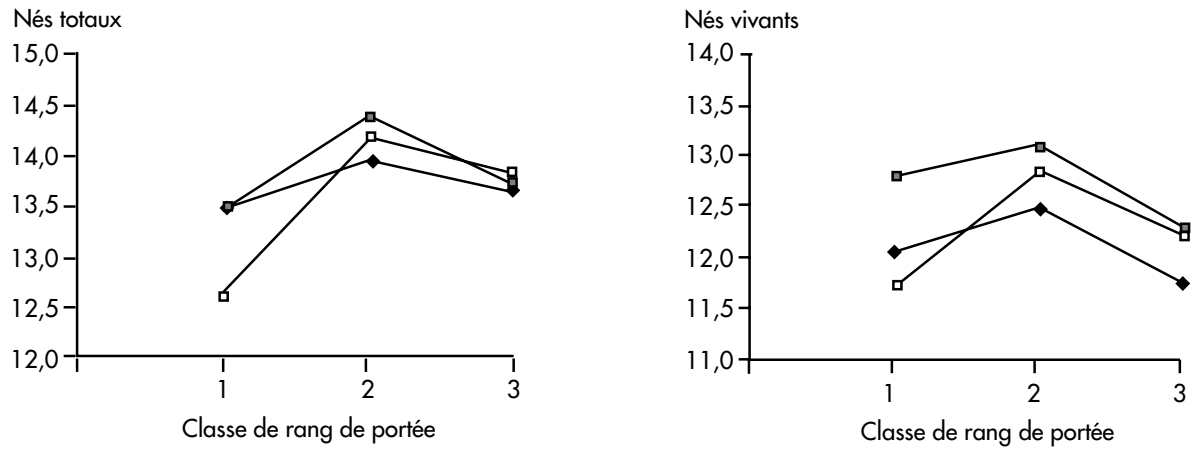 Nés totaux
15,0
14,5
14,0
13,5
13,0
12,5
12,0
1 2 3
Classe de rang de portée
Nés vivants
14,0
13,5
13,0
12,5
12,0
11,5
11,0
1 2 3
Classe de rang de portée